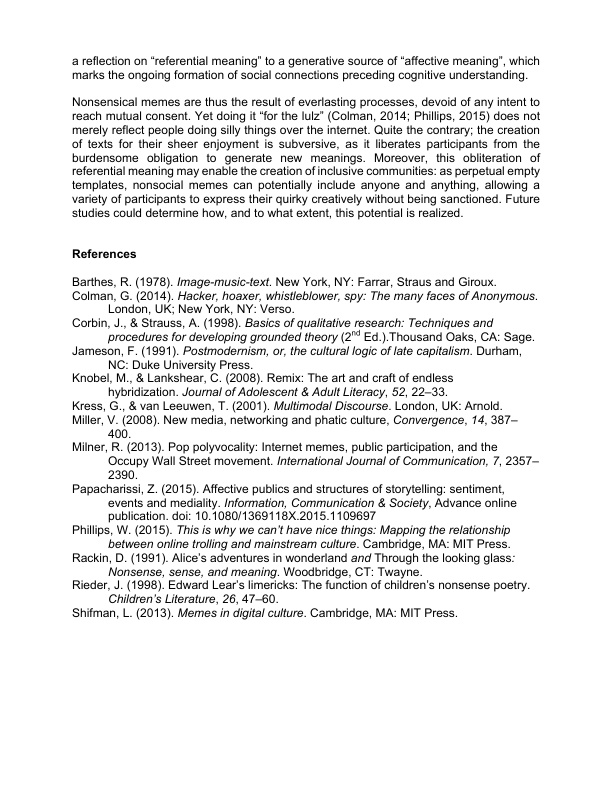 a reflection on “referential meaning” to a generative source of “affective meaning”, which
marks the ongoing formation of social connections preceding cognitive understanding.
Nonsensical memes are thus the result of everlasting processes, devoid of any intent to
reach mutual consent. Yet doing it “for the lulz” (Colman, 2014; Phillips, 2015) does not
merely reflect people doing silly things over the internet. Quite the contrary; the creation
of texts for their sheer enjoyment is subversive, as it liberates participants from the
burdensome obligation to generate new meanings. Moreover, this obliteration of
referential meaning may enable the creation of inclusive communities: as perpetual empty
templates, nonsocial memes can potentially include anyone and anything, allowing a
variety of participants to express their quirky creatively without being sanctioned. Future
studies could determine how, and to what extent, this potential is realized.
References
Barthes, R. (1978). Image-music-text. New York, NY: Farrar, Straus and Giroux.
Colman, G. (2014). Hacker, hoaxer, whistleblower, spy: The many faces of Anonymous.
London, UK; New York, NY: Verso.
Corbin, J., & Strauss, A. (1998). Basics of qualitative research: Techniques and
procedures for developing grounded theory (2nd Ed.).Thousand Oaks, CA: Sage.
Jameson, F. (1991). Postmodernism, or, the cultural logic of late capitalism. Durham,
NC: Duke University Press.
Knobel, M., & Lankshear, C. (2008). Remix: The art and craft of endless
hybridization. Journal of Adolescent & Adult Literacy, 52, 22–33.
Kress, G., & van Leeuwen, T. (2001). Multimodal Discourse. London, UK: Arnold.
Miller, V. (2008). New media, networking and phatic culture, Convergence, 14, 387–
400.
Milner, R. (2013). Pop polyvocality: Internet memes, public participation, and the
Occupy Wall Street movement. International Journal of Communication, 7, 2357–
2390.
Papacharissi, Z. (2015). Affective publics and structures of storytelling: sentiment,
events and mediality. Information, Communication & Society, Advance online
publication. doi: 10.1080/1369118X.2015.1109697
Phillips, W. (2015). This is why we can’t have nice things: Mapping the relationship
between online trolling and mainstream culture. Cambridge, MA: MIT Press.
Rackin, D. (1991). Alice’s adventures in wonderland and Through the looking glass:
Nonsense, sense, and meaning. Woodbridge, CT: Twayne.
Rieder, J. (1998). Edward Lear’s limericks: The function of children’s nonsense poetry.
Children’s Literature, 26, 47–60.
Shifman, L. (2013). Memes in digital culture. Cambridge, MA: MIT Press.